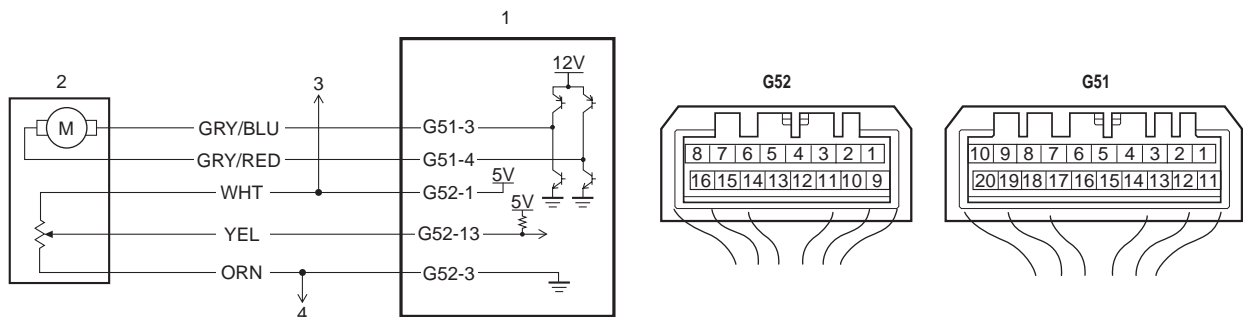 1
2
3
12V
G52
G51
M
GRY/BLU
G51-3
GRY/RED
G51-4
WHT
G52-1
5V
5V
YEL
G52-13
ORN
G52-3
4
8 7 6 5 4 3 2 1
16 15 14 13 12 11 10 9
10 9 8 7 6 5 4 3 2 1
20 19 18 17 16 15 14 13 12 11